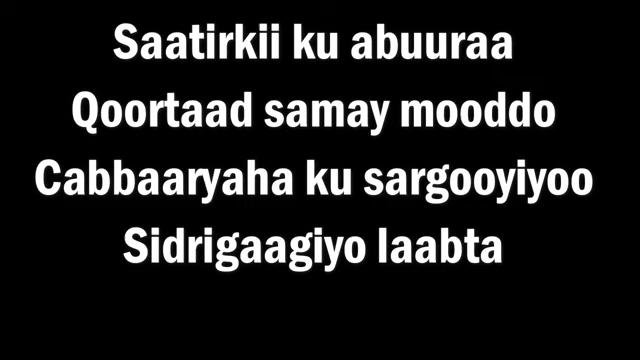 Saatirkii ku abuuraa
Qoortaad samay mooddo
Cabbaaryaha ku sargooyiyoo
Sidrigaagiyo laabta